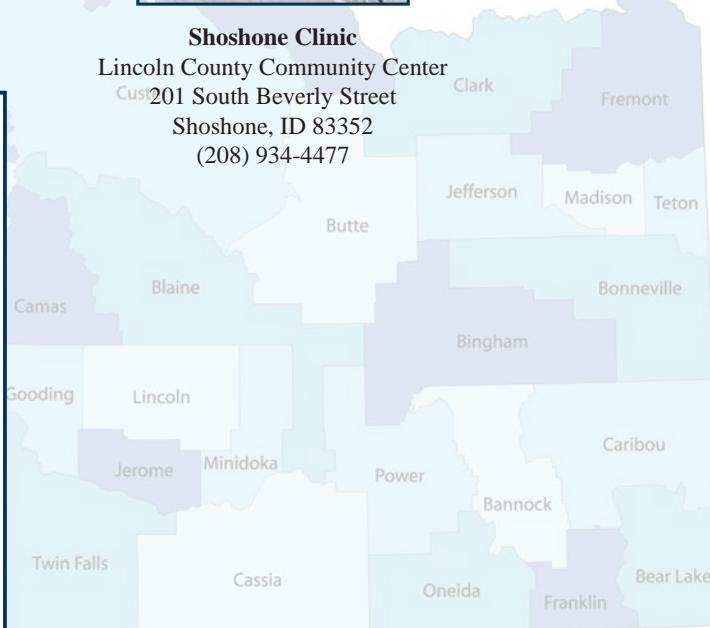 Shoshone Clinic
Lincoln County Community Center
201 South Beverly Street
Shoshone, ID 83352
(208) 934-4477
Clark
Fremont
Jefferson
Madison
Teton
Butte
Blaine
Bonneville
Camas
Bingham
Gooding
Lincoln
Caribou
Jerome
Minidoka
Power
Bannock
Twin Falls
Cassia
Oneida
Bear Lake
Franklin